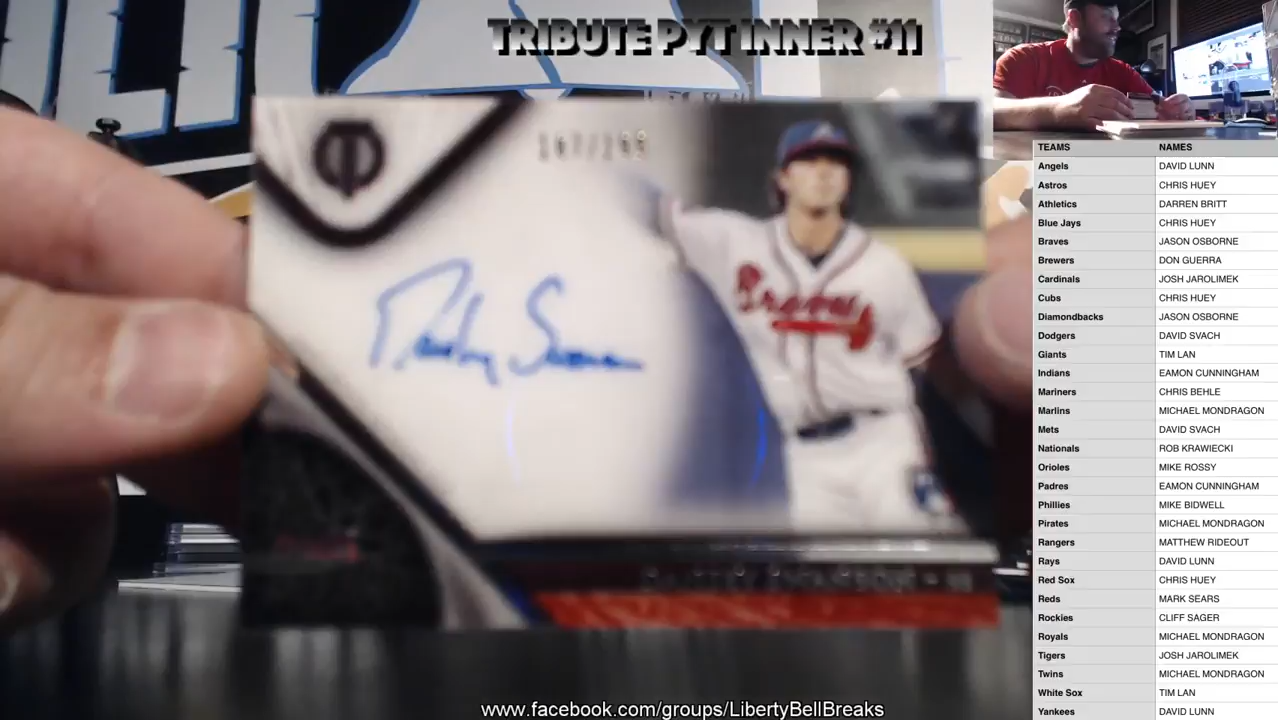 TRIBUTE PYT INNER #11
Braves
TEAMS NAMES
Angels DAVID LUNN
Astros CHRIS HUEY
Athletics DARREN BRITT
Blue Jays CHRIS HUEY
Braves JASON OSBORNE
Brewers DON GUERRA
Cardinals JOSH JAROLIMEK
Cubs CHRIS HUEY
Diamondbacks JASON OSBORNE
Dodgers DAVID SVACH
Giants TIM LAN
Indians EAMON CUNNINGHAM
Mariners CHRIS BEHLE
Marlins MICHAEL MONDRAGON
Mets DAVID SVACH
Nationals ROB KRAWIECKI
Orioles MIKE ROSSY
Padres EAMON CUNNINGHAM
Phillies MIKE BIDWELL
Pirates MICHAEL MONDRAGON
Rangers MATTHEW RIDEOUT
Rays DAVID LUNN
Red Sox CHRIS HUEY
Reds MARK SEARS
Rockies CLIFF SAGER
Royals MICHAEL MONDRAGON
Tigers JOSH JAROLIMEK
Twins MICHAEL MONDRAGON
White Sox TIM LAN
Yankees DAVID LUNN
www.facebook.com/groups/LibertyBellBreaks